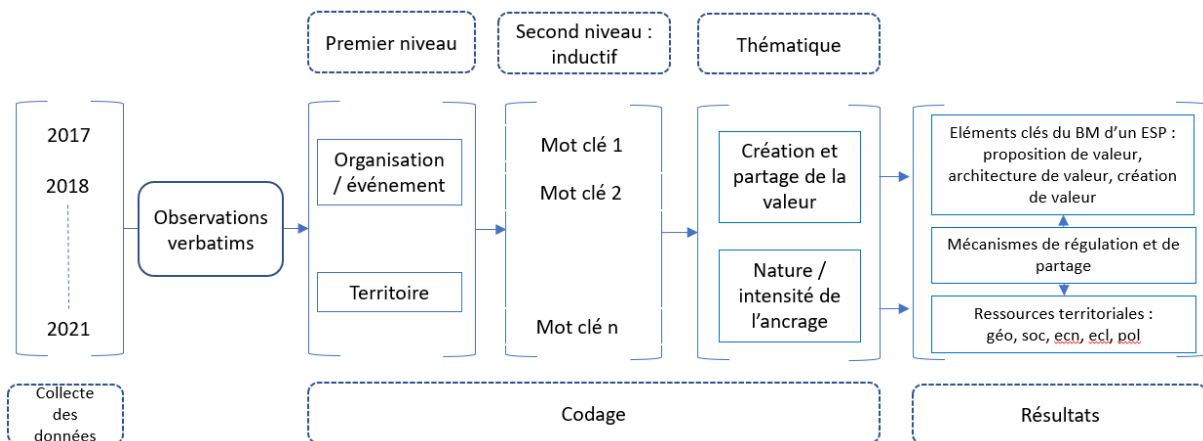 Premier niveau
Second niveau :
inductif
Thématique
2017
2018
2021
Observations
verbatims
Organisation
/ événement
Territoire
Mot clé 1
Mot clé 2
Mot clé n
Création et
partage de la
valeur
Nature /
intensité de
l'ancrage
Eléments clés du BM d'un ESP :
proposition de valeur,
architecture de valeur, création
de valeur
Mécanismes de régulation et de
partage
Ressources territoriales :
géo, soc, ecn, ecl, pol
Collecte
des
données
Codage
Résultats